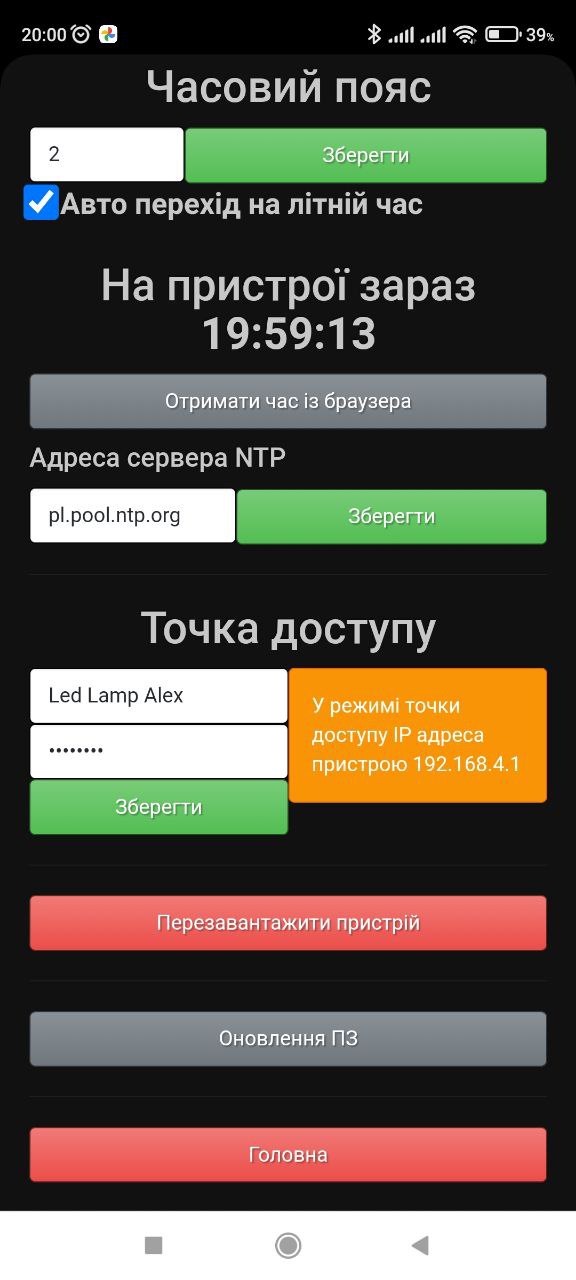 20:00 39%
Часовий пояс
2 Зберегти
Авто перехід на літній час
На пристрої зараз
19:59:13
Отримати час із браузера
Адреса сервера NTP
pl.pool.ntp.org Зберегти
Точка доступу
Led Lamp Alex
••••••••
Зберегти
У режимі точки
доступу IP адреса
пристрою 192.168.4.1
Перезавантажити пристрій
Оновлення ПЗ
Головна